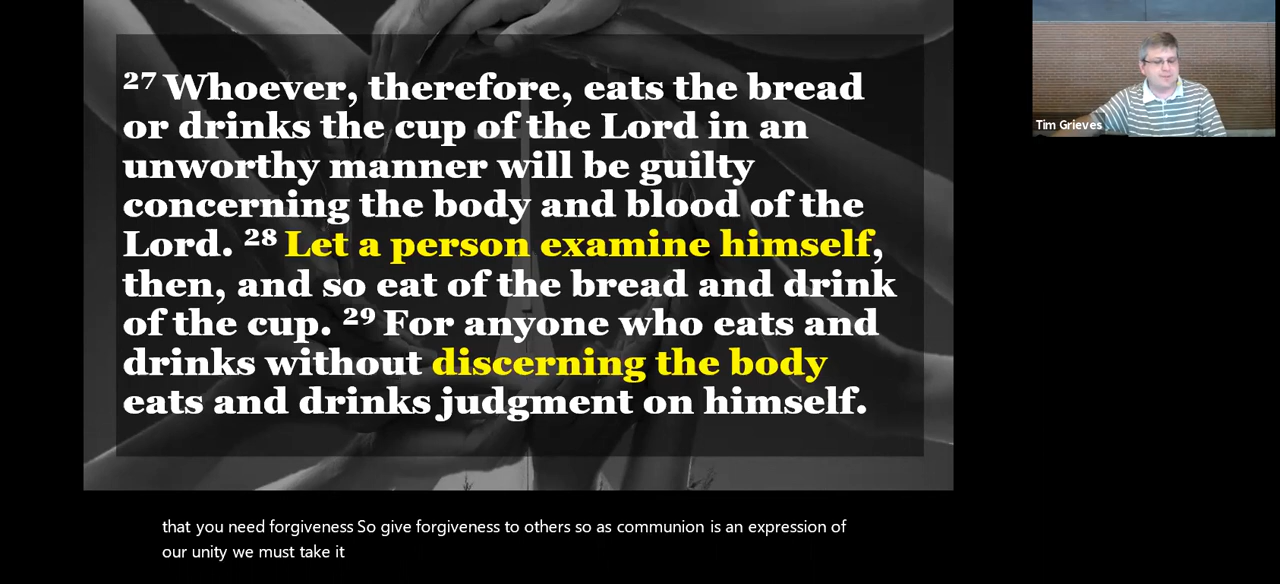 27 Whoever, therefore, eats the bread
or drinks the cup of the Lord in an
unworthy manner will be guilty
concerning the body and blood of the
Lord. 28 Let a person examine himself,
then, and so eat of the bread and drink
of the cup. 29 For anyone who eats and
drinks without discerning the body
eats and drinks judgment on himself.
Tim Grieves
that you need forgiveness So give forgiveness to others so as communion is an expression of
our unity we must take it